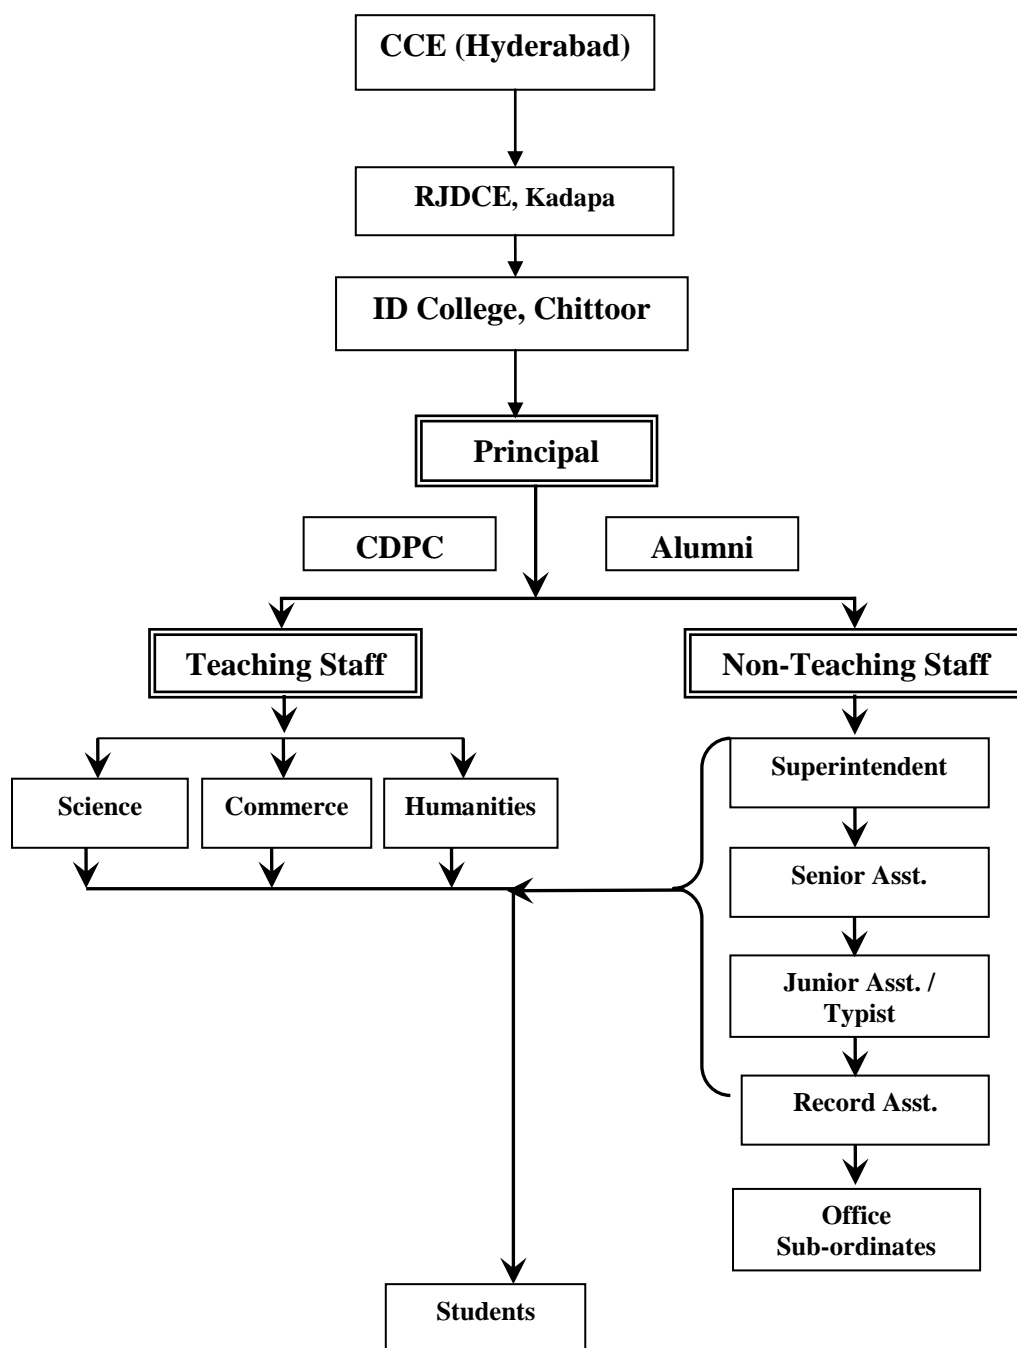 CCE (Hyderabad)
RJDCE, Kadapa
ID College, Chittoor
Principal
CDPC
Alumni
Teaching Staff
Non-Teaching Staff
Science
Commerce
Humanities
Superintendent
Senior Asst.
Junior Asst. /
Typist
Record Asst.
Office
Sub-ordinates
Students